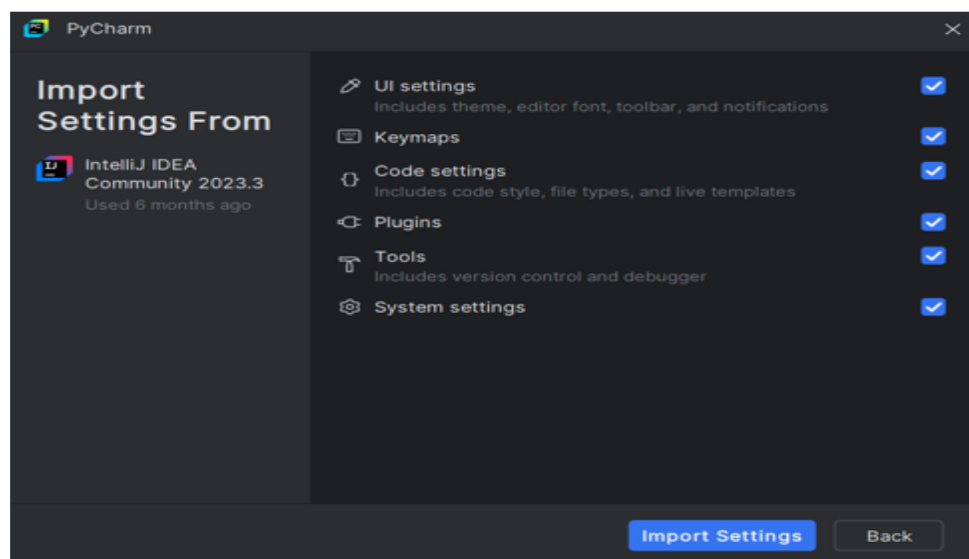 PyCharm
Import
Settings From
IntelliJ IDEA
Community 2023.3
Used 6 months ago
UI settings
Includes theme, editor font, toolbar, and notifications
Keymaps
Code settings
Includes code style, file types, and live templates
Plugins
Tools
Includes version control and debugger
System settings
Import Settings
Back